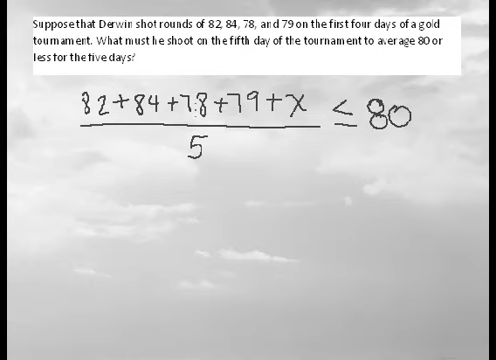 Suppose that Derwin shot rounds of 82, 84, 78, and 79 on the first four days of a gold
tournament. What must he shoot on the fifth day of the tournament to average 80 or
less for the five days?
82+84+78+79+x ≤ 80
5